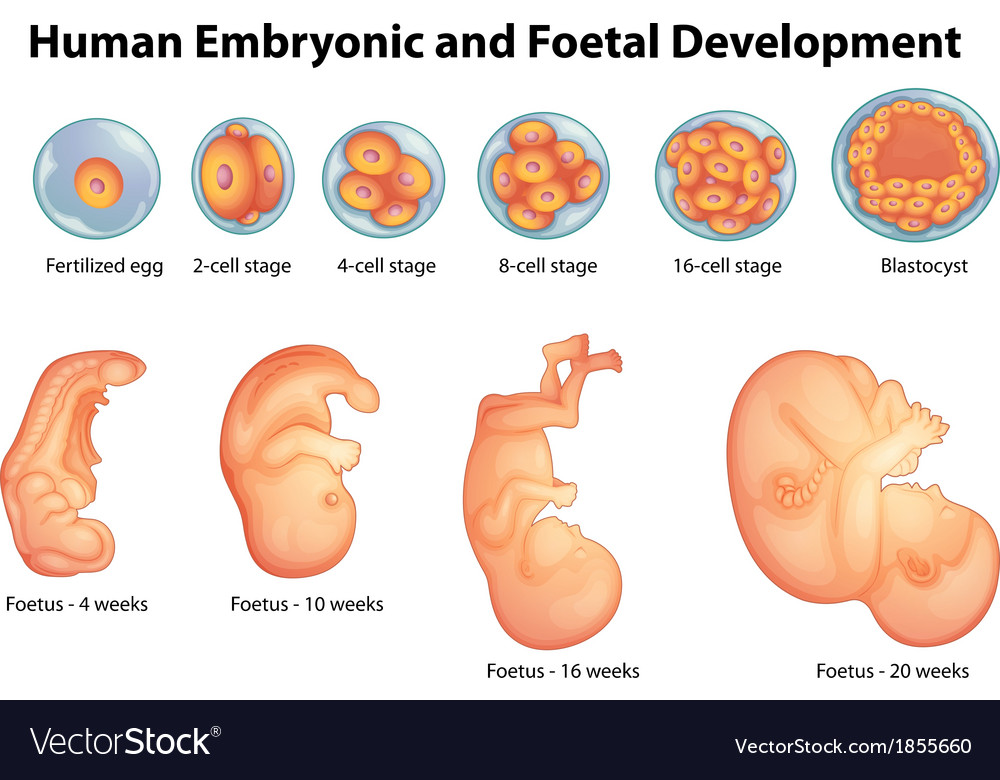 Human Embryonic and Foetal Development
Fertilized egg
2-cell stage
4-cell stage
8-cell stage
16-cell stage
Blastocyst
Foetus - 4 weeks
Foetus - 10 weeks
Foetus - 16 weeks
Foetus - 20 weeks
VectorStock®
VectorStock.com/1855660